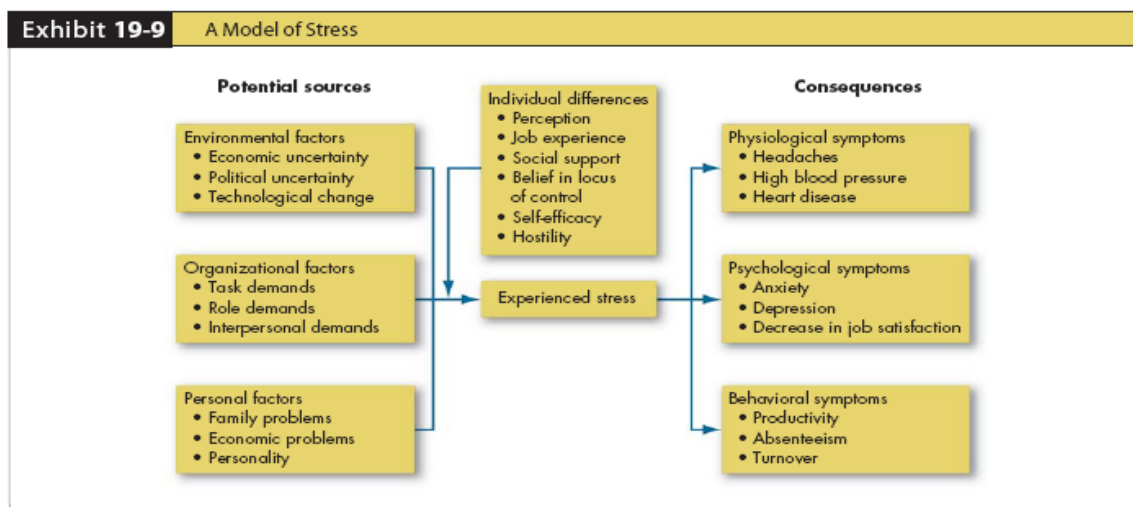 Exhibit 19-9 A Model of Stress
Potential sources
Environmental factors
• Economic uncertainty
• Political uncertainty
• Technological change
Organizational factors
• Task demands
• Role demands
• Interpersonal demands
Personal factors
• Family problems
• Economic problems
• Personality
Individual differences
• Perception
• Job experience
• Social support
• Belief in locus
of control
• Self-efficacy
• Hostility
Experienced stress
Consequences
Physiological symptoms
• Headaches
• High blood pressure
• Heart disease
Psychological symptoms
• Anxiety
• Depression
• Decrease in job satisfaction
Behavioral symptoms
• Productivity
• Absenteeism
• Turnover